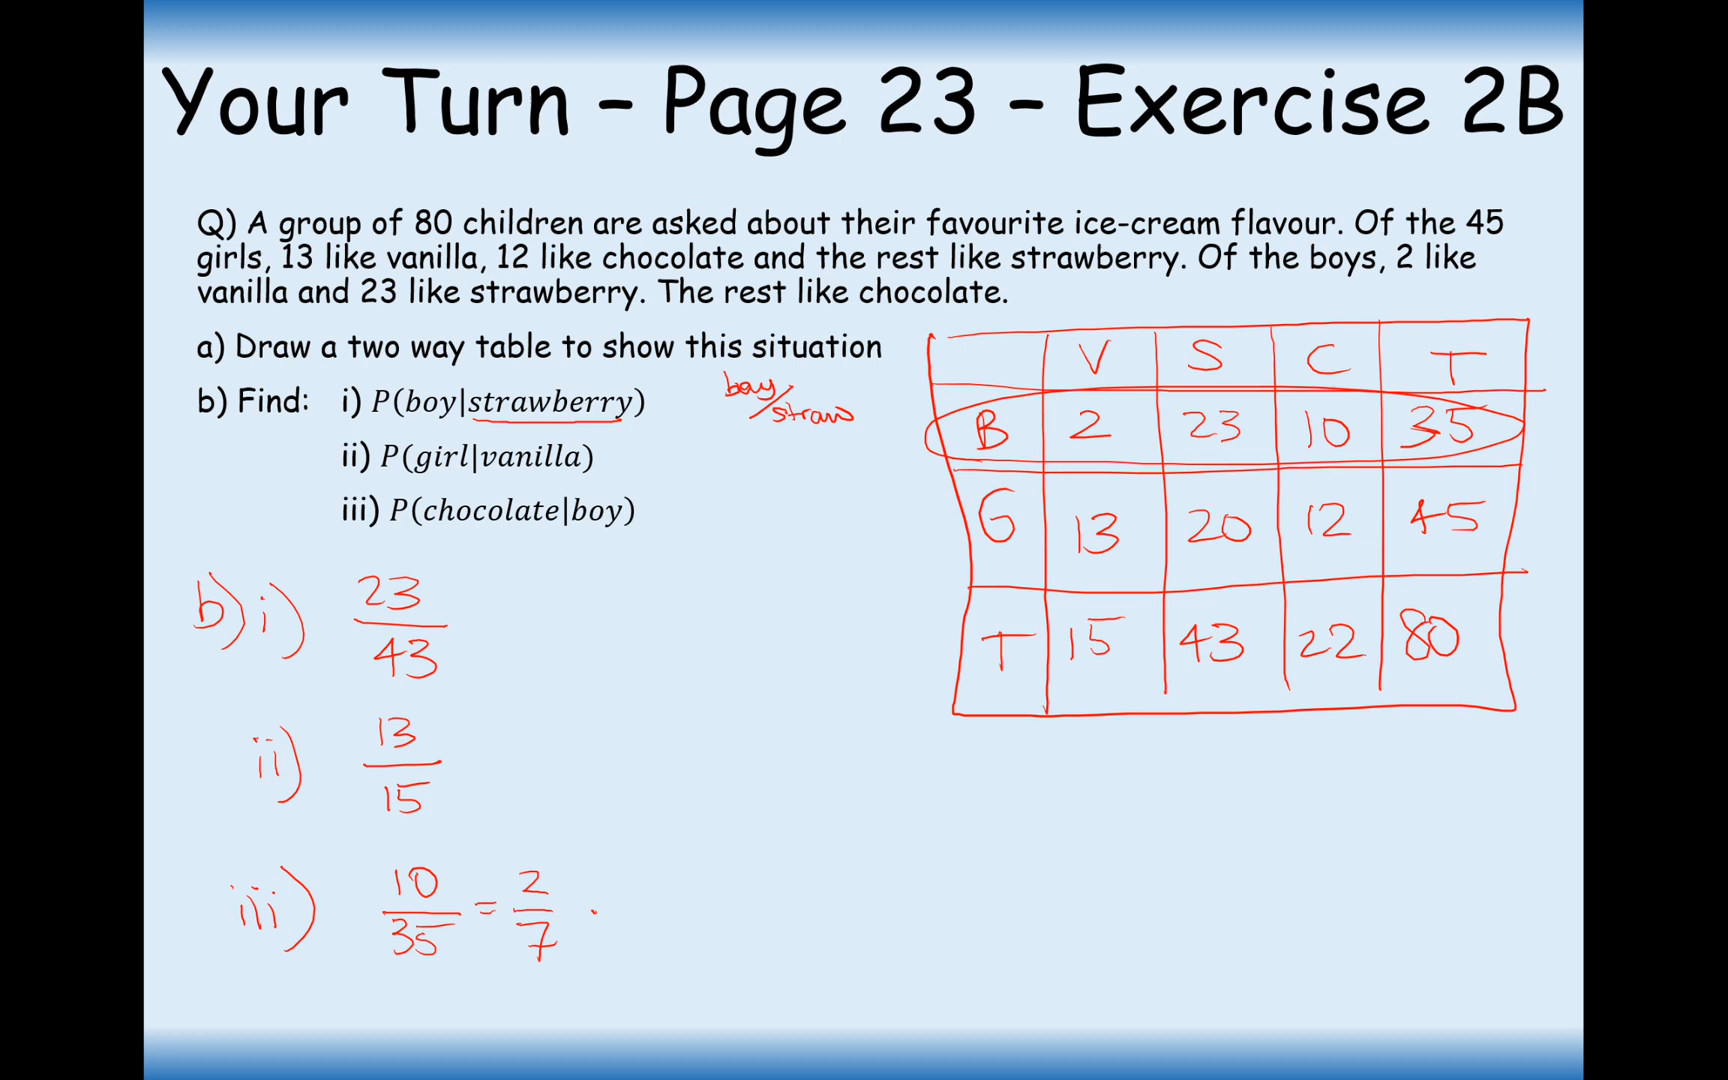 Your Turn – Page 23 – Exercise 2B
Q) A group of 80 children are asked about their favourite ice-cream flavour. Of the 45
girls, 13 like vanilla, 12 like chocolate and the rest like strawberry. Of the boys, 2 like
vanilla and 23 like strawberry. The rest like chocolate.
a) Draw a two way table to show this situation
b) Find: i) P(boy|strawberry)
boy/straw
ii) P(girl|vanilla)
iii) P(chocolate|boy)
V S C T
B 2 23 10 35
G 13 20 12 45
T 15 43 22 80
b) i) 23/43
ii) 13/15
iii) 10/35 = 2/7 .